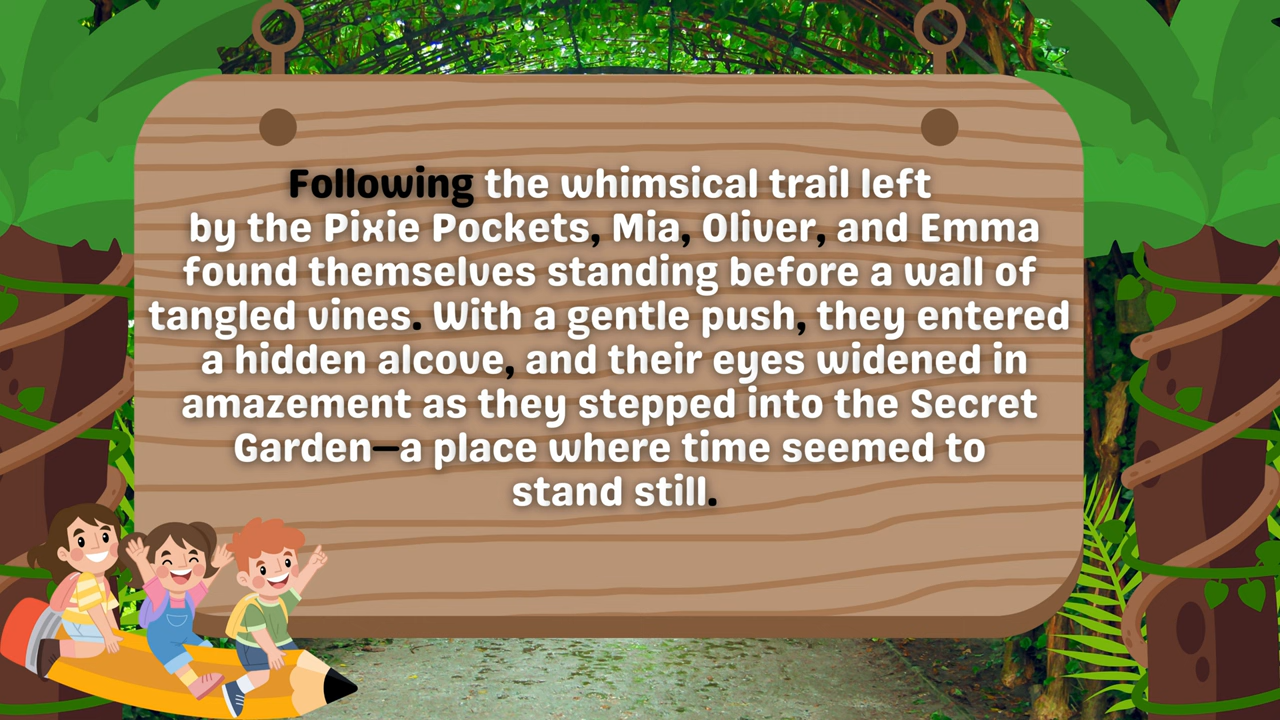 Following the whimsical trail left
by the Pixie Pockets, Mia, Oliver, and Emma
found themselves standing before a wall of
tangled vines. With a gentle push, they entered
a hidden alcove, and their eyes widened in
amazement as they stepped into the Secret
Garden—a place where time seemed to
stand still.